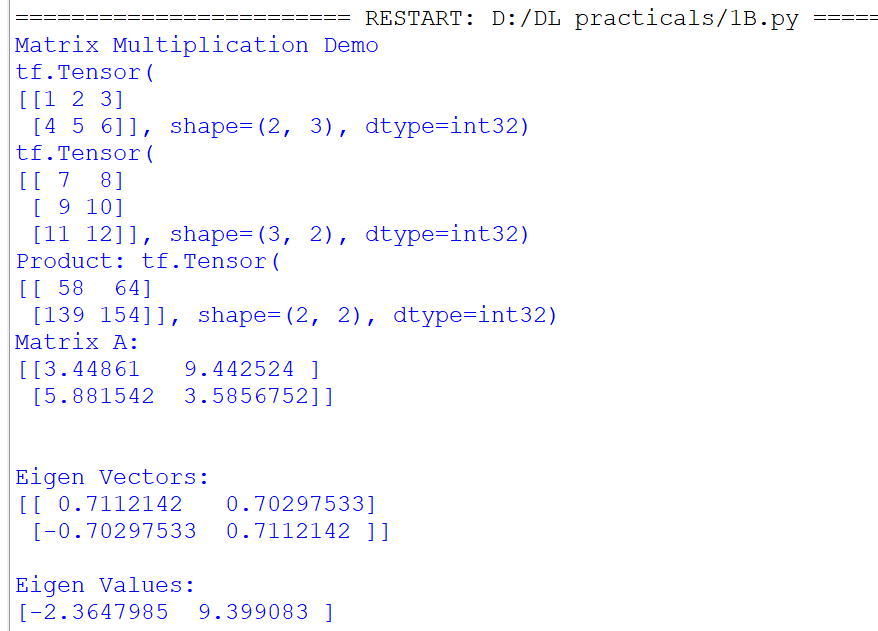 ======================== RESTART: D:/DL practicals/1B.py =====
Matrix Multiplication Demo
tf.Tensor(
[[1 2 3]
 [4 5 6]], shape=(2, 3), dtype=int32)
tf.Tensor(
[[ 7  8]
 [ 9 10]
 [11 12]], shape=(3, 2), dtype=int32)
Product: tf.Tensor(
[[ 58  64]
 [139 154]], shape=(2, 2), dtype=int32)
Matrix A:
[[3.44861   9.442524 ]
 [5.881542  3.5856752]]
Eigen Vectors:
[[ 0.7112142   0.70297533]
 [-0.70297533  0.7112142 ]]
Eigen Values:
[-2.3647985  9.399083 ]